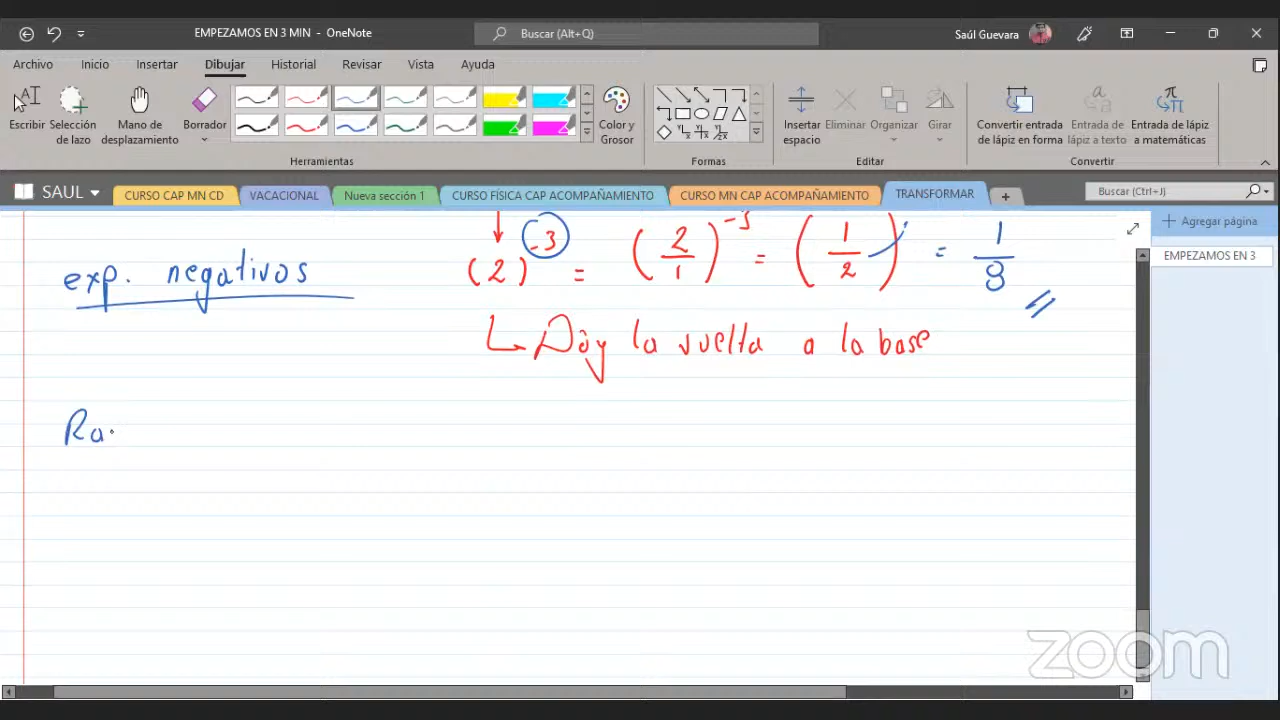 EMPEZAMOS EN 3 MIN - OneNote
Buscar (Alt+Q)
Saúl Guevara
Archivo Inicio Insertar Dibujar Historial Revisar Vista Ayuda
Escribir
Selección de lazo
Mano de desplazamiento
Borrador
Color y Grosor
Insertar espacio
Eliminar
Organizar
Girar
Convertir entrada de lápiz en forma
Entrada de lápiz a texto
Entrada de lápiz a matemáticas
Herramientas Formas Editar Convertir
SAUL
CURSO CAP MN CD
VACACIONAL
Nueva sección 1
CURSO FÍSICA CAP ACOMPAÑAMIENTO
CURSO MN CAP ACOMPAÑAMIENTO
TRANSFORMAR
Buscar (Ctrl+J)
Agregar página
EMPEZAMOS EN 3
exp. negativos
(2)^-3 = (2/1)^-3 = (1/2) = 1/8
Doy la vuelta a la base
Ra
zoom